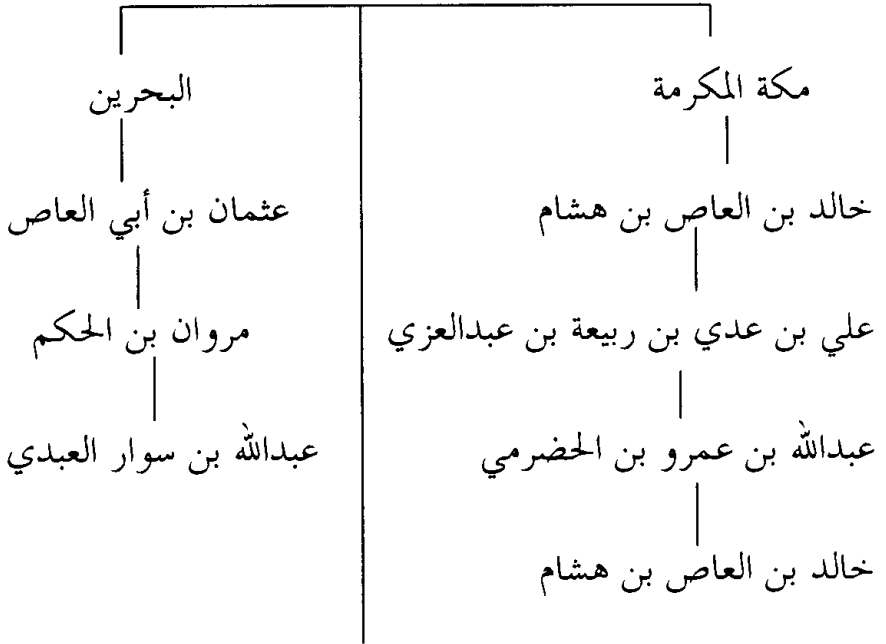 مكة المكرمة
خالد بن العاص بن هشام
علي بن عدي بن ربيعة بن عبدالعزي
عبدالله بن عمرو بن الحضرمي
خالد بن العاص بن هشام
البحرين
عثمان بن أبي العاص
مروان بن الحكم
عبدالله بن سوار العبدي